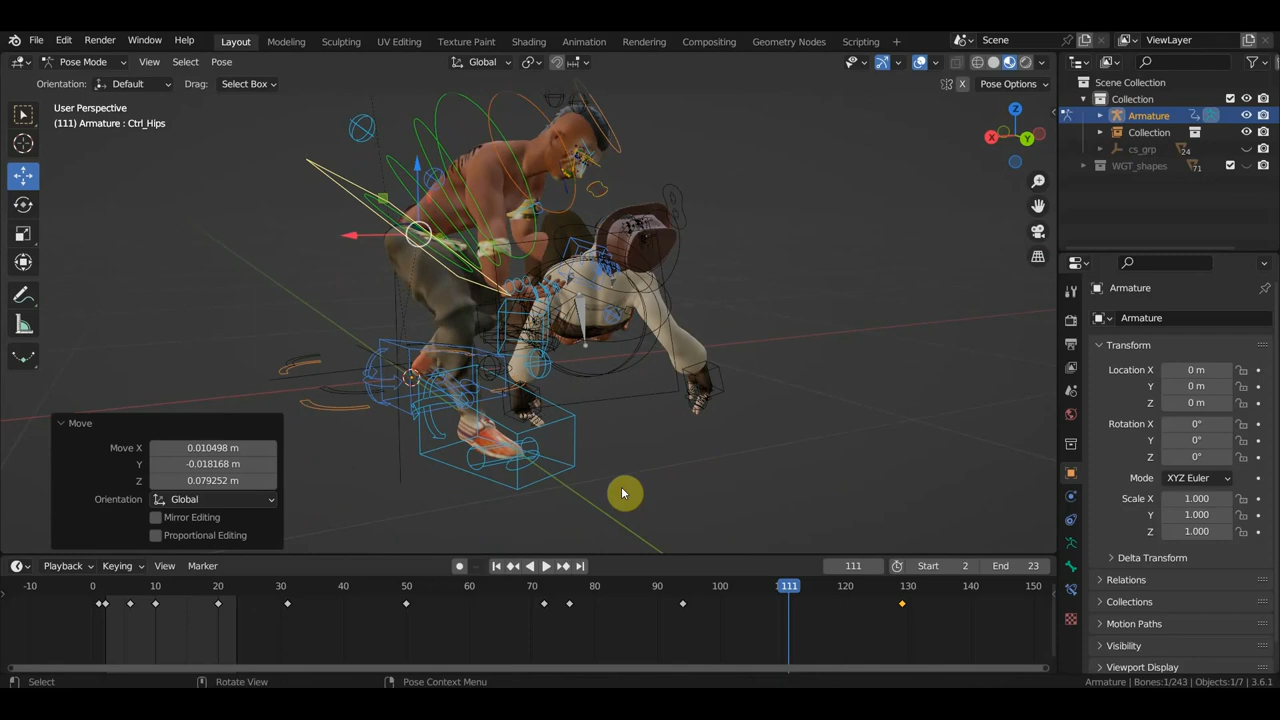 File Edit Render Window Help Layout Modeling Sculpting UV Editing Texture Paint Shading Animation Rendering Compositing Geometry Nodes Scripting + Scene ViewLayer
Pose Mode View Select Pose Global
Orientation: Default Drag: Select Box X Pose Options
User Perspective
(111) Armature : Ctrl_Hips
Z
X
Y
Move
Move X 0.010498 m
Y -0.018168 m
Z 0.079252 m
Orientation Global
Mirror Editing
Proportional Editing
Scene Collection
Collection
Armature
Collection
cs_grp 24
WGT_shapes 71
Armature
Armature
Transform
Location X 0 m
Y 0 m
Z 0 m
Rotation X 0°
Y 0°
Z 0°
Mode XYZ Euler
Scale X 1.000
Y 1.000
Z 1.000
Delta Transform
Relations
Collections
Motion Paths
Visibility
Viewport Display
Playback Keying View Marker 111 Start 2 End 23
-10 0 10 20 30 40 50 60 70 80 90 100 111 120 130 140 150
Select Rotate View Pose Context Menu Armature | Bones:1/243 | Objects:1/7 | 3.6.1